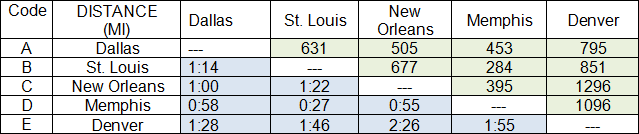 Code DISTANCE (MI) Dallas St. Louis New Orleans Memphis Denver
A Dallas --- 631 505 453 795
B St. Louis 1:14 --- 677 284 851
C New Orleans 1:00 1:22 --- 395 1296
D Memphis 0:58 0:27 0:55 --- 1096
E Denver 1:28 1:46 2:26 1:55 ---